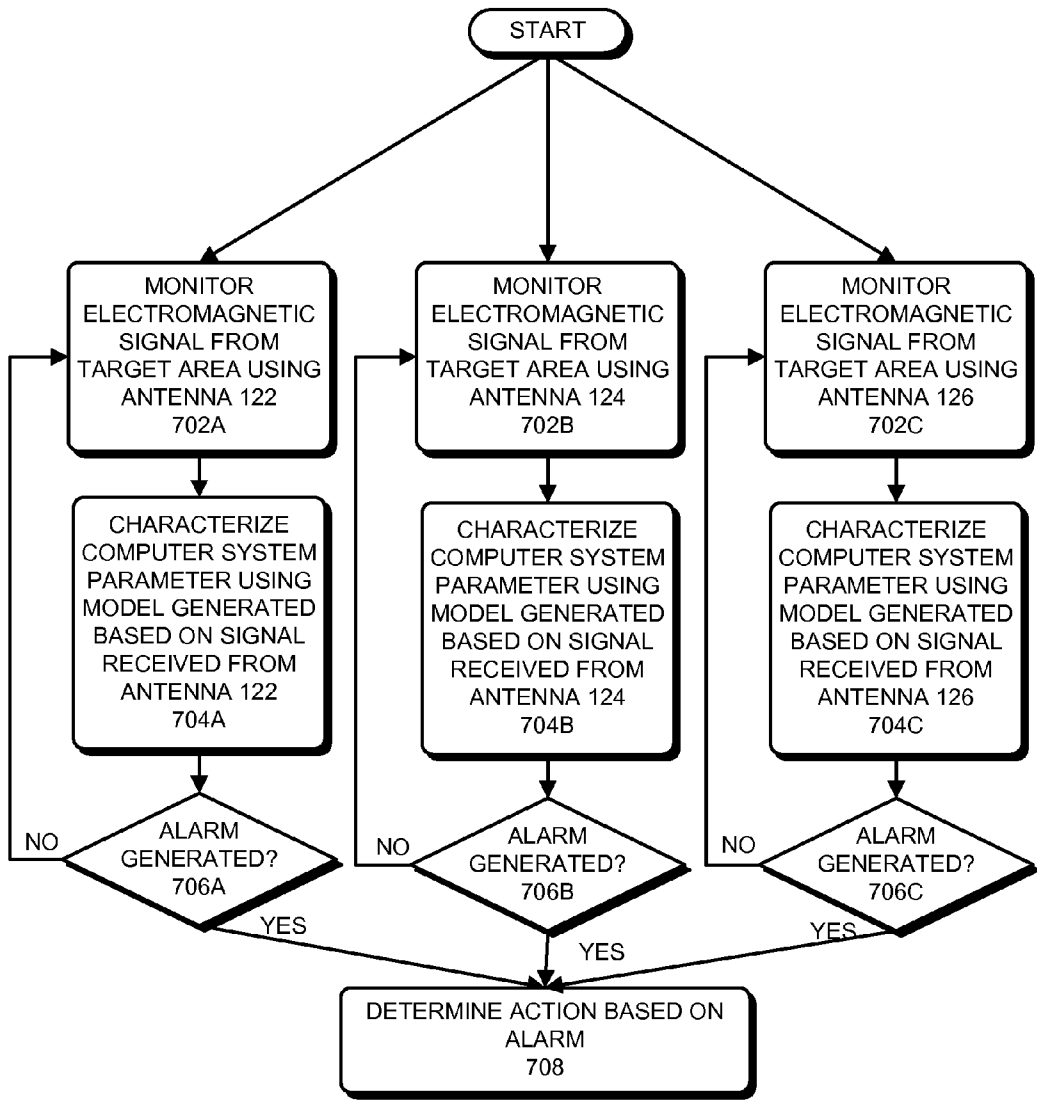 START
MONITOR
ELECTROMAGNETIC
SIGNAL FROM
TARGET AREA USING
ANTENNA 122
702A
MONITOR
ELECTROMAGNETIC
SIGNAL FROM
TARGET AREA USING
ANTENNA 124
702B
MONITOR
ELECTROMAGNETIC
SIGNAL FROM
TARGET AREA USING
ANTENNA 126
702C
CHARACTERIZE
COMPUTER SYSTEM
PARAMETER USING
MODEL GENERATED
BASED ON SIGNAL
RECEIVED FROM
ANTENNA 122
704A
CHARACTERIZE
COMPUTER SYSTEM
PARAMETER USING
MODEL GENERATED
BASED ON SIGNAL
RECEIVED FROM
ANTENNA 124
704B
CHARACTERIZE
COMPUTER SYSTEM
PARAMETER USING
MODEL GENERATED
BASED ON SIGNAL
RECEIVED FROM
ANTENNA 126
704C
NO
ALARM
GENERATED?
706A
NO
ALARM
GENERATED?
706B
NO
ALARM
GENERATED?
706C
YES
YES
YES
DETERMINE ACTION BASED ON
ALARM
708